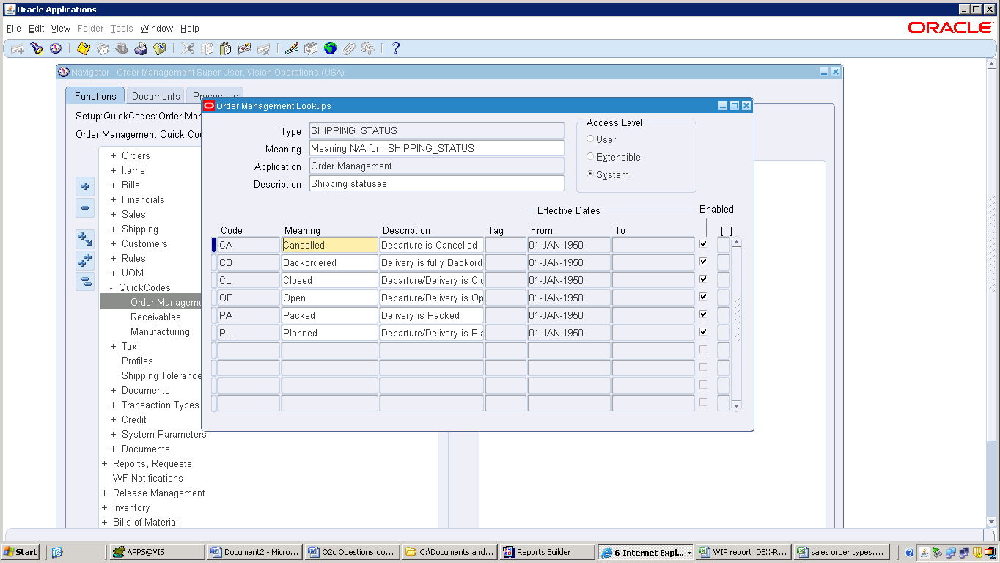 Oracle Applications
File Edit View Folder Tools Window Help
ORACLE
Navigator - Order Management Super User, Vision Operations (USA)
Functions Documents Processes
Setup:QuickCodes:Order Mar
Order Management Quick Coo
+ Orders
+ Items
+ Bills
+ Financials
+ Sales
+ Shipping
+ Customers
+ Rules
+ UOM
- QuickCodes
Order Manageme
Receivables
Manufacturing
+ Tax
Profiles
Shipping Tolerance
+ Documents
+ Transaction Types
+ Credit
+ System Parameters
+ Documents
+ Reports, Requests
WF Notifications
+ Release Management
+ Inventory
+ Bills of Material
Order Management Lookups
Type SHIPPING_STATUS
Meaning Meaning N/A for : SHIPPING_STATUS
Application Order Management
Description Shipping statuses
Access Level
User
Extensible
System
Effective Dates Enabled
Code Meaning Description Tag From To [ ]
CA Cancelled Departure is Cancelled 01-JAN-1950
CB Backordered Delivery is fully Backord 01-JAN-1950
CL Closed Departure/Delivery is Clo 01-JAN-1950
OP Open Departure/Delivery is Op 01-JAN-1950
PA Packed Delivery is Packed 01-JAN-1950
PL Planned Departure/Delivery is Pla 01-JAN-1950
Start APPS@VIS Document2 - Micro... O2c Questions.do... C:\Documents and... Reports Builder 6 Internet Expl... WIP report_DBX-R... sales order types....